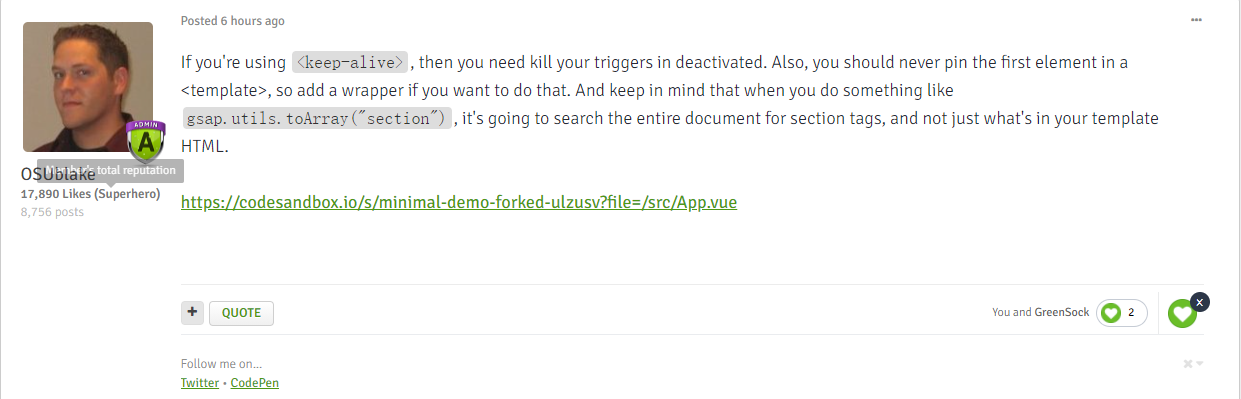 Posted 6 hours ago
If you're using <keep-alive>, then you need kill your triggers in deactivated. Also, you should never pin the first element in a
<template>, so add a wrapper if you want to do that. And keep in mind that when you do something like
gsap.utils.toArray("section"), it's going to search the entire document for section tags, and not just what's in your template
HTML.
ADMIN
A
Member's total reputation
OSUblake
17,890 Likes (Superhero)
8,756 posts
https://codesandbox.io/s/minimal-demo-forked-ulzusv?file=/src/App.vue
+ QUOTE
You and GreenSock 2 x
Follow me on...
Twitter • CodePen